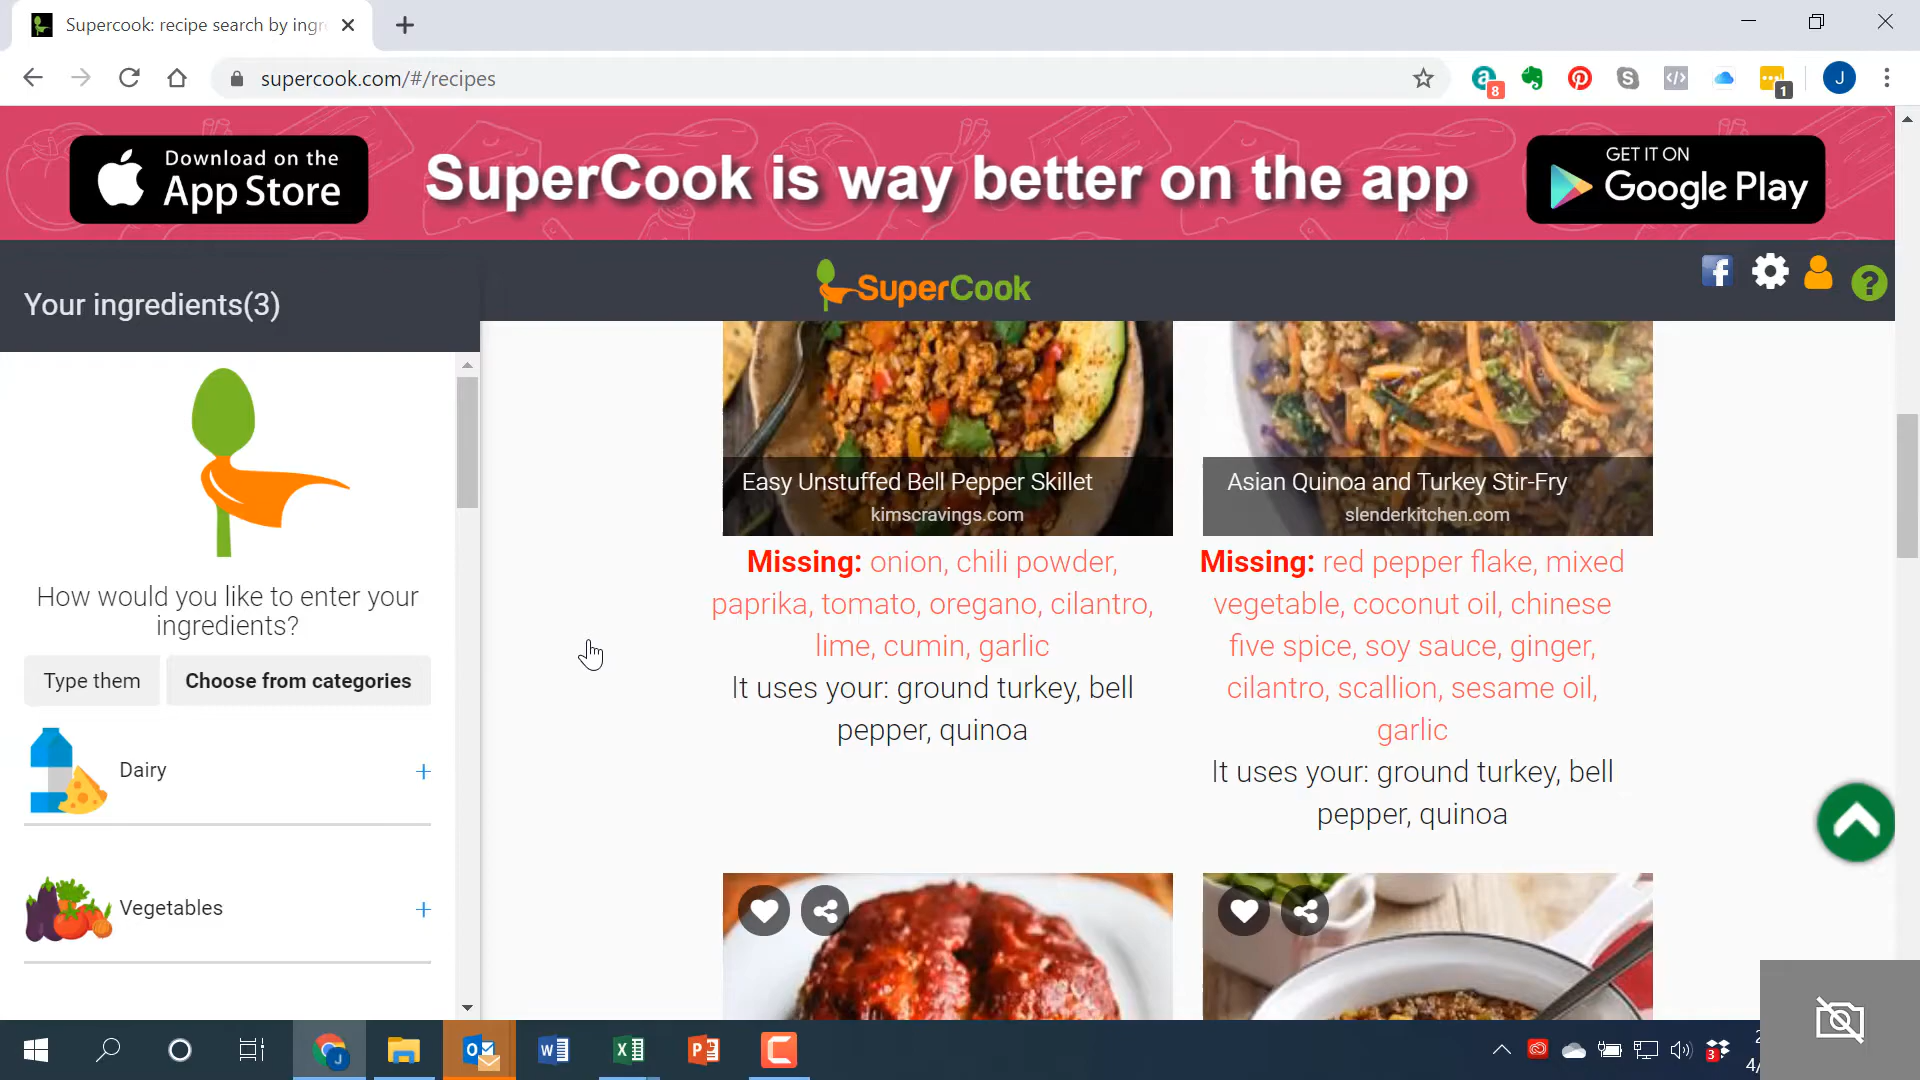 Supercook: recipe search by ingr
supercook.com/#/recipes
8
1
J
Download on the
App Store
SuperCook is way better on the app
GET IT ON
Google Play
Your ingredients(3)
SuperCook
f
?
How would you like to enter your
ingredients?
Type them
Choose from categories
Dairy
+
Vegetables
+
Easy Unstuffed Bell Pepper Skillet
kimscravings.com
Missing: onion, chili powder,
paprika, tomato, oregano, cilantro,
lime, cumin, garlic
It uses your: ground turkey, bell
pepper, quinoa
Asian Quinoa and Turkey Stir-Fry
slenderkitchen.com
Missing: red pepper flake, mixed
vegetable, coconut oil, chinese
five spice, soy sauce, ginger,
cilantro, scallion, sesame oil,
garlic
It uses your: ground turkey, bell
pepper, quinoa
3
4/